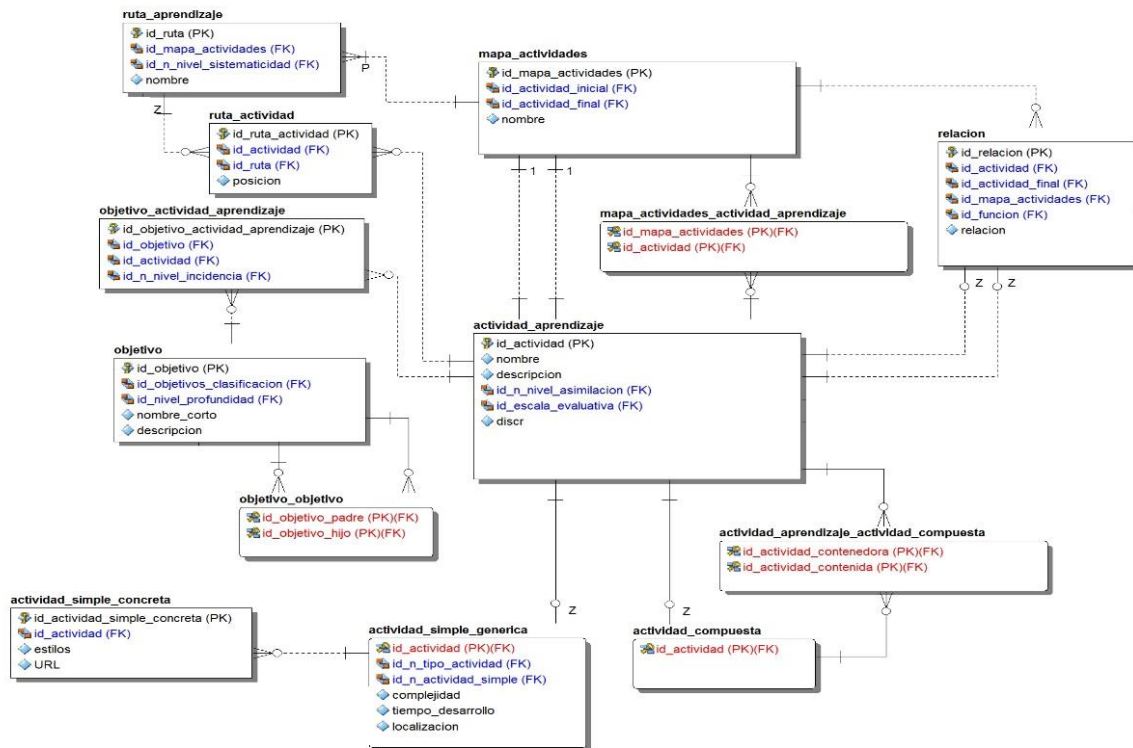 ruta_aprendizaje
id_ruta (PK)
id_mapa_actividades (FK)
id_n_nivel_sistematicidad (FK)
nombre
P
Z
mapa_actividades
id_mapa_actividades (PK)
id_actividad_inicial (FK)
id_actividad_final (FK)
nombre
1
1
ruta_actividad
id_ruta_actividad (PK)
id_actividad (FK)
id_ruta (FK)
posicion
relacion
id_relacion (PK)
id_actividad (FK)
id_actividad_final (FK)
id_mapa_actividades (FK)
id_funcion (FK)
relacion
Z
Z
objetivo_actividad_aprendizaje
id_objetivo_actividad_aprendizaje (PK)
id_objetivo (FK)
id_actividad (FK)
id_n_nivel_incidencia (FK)
mapa_actividades_actividad_aprendizaje
id_mapa_actividades (PK)(FK)
id_actividad (PK)(FK)
actividad_aprendizaje
id_actividad (PK)
nombre
descripcion
id_n_nivel_asimilacion (FK)
id_escala_evaluativa (FK)
discr
objetivo
id_objetivo (PK)
id_objetivos_clasificacion (FK)
id_nivel_profundidad (FK)
nombre_corto
descripcion
objetivo_objetivo
id_objetivo_padre (PK)(FK)
id_objetivo_hijo (PK)(FK)
actividad_aprendizaje_actividad_compuesta
id_actividad_contenedora (PK)(FK)
id_actividad_contenida (PK)(FK)
actividad_simple_concreta
id_actividad_simple_concreta (PK)
id_actividad (FK)
estilos
URL
Z
Z
actividad_simple_generica
id_actividad (PK)(FK)
id_n_tipo_actividad (FK)
id_n_actividad_simple (FK)
complejidad
tiempo_desarrollo
localizacion
actividad_compuesta
id_actividad (PK)(FK)